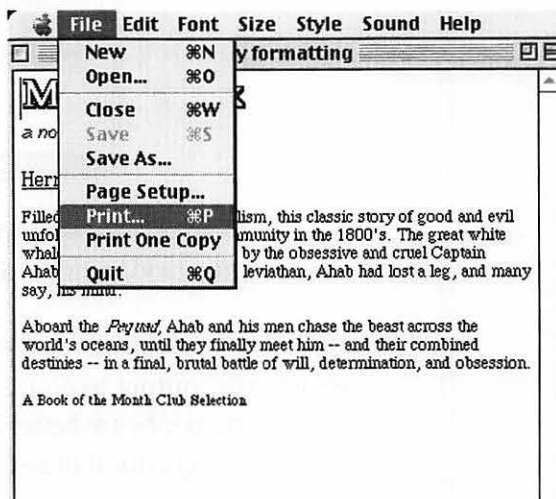 File Edit Font Size Style Sound Help
y formatting
New ⌘N
Open... ⌘O
Close ⌘W
Save ⌘S
Save As...
Page Setup...
Print... ⌘P
Print One Copy
Quit ⌘Q
M
a no
Her
Filled lism, this classic story of good and evil
unfol munity in the 1800's. The great white
whal by the obsessive and cruel Captain
Ahab leviathan, Ahab had lost a leg, and many
say, his mind.
Aboard the Pequod, Ahab and his men chase the beast across the
world's oceans, until they finally meet him -- and their combined
destinies -- in a final, brutal battle of will, determination, and obsession.
A Book of the Month Club Selection